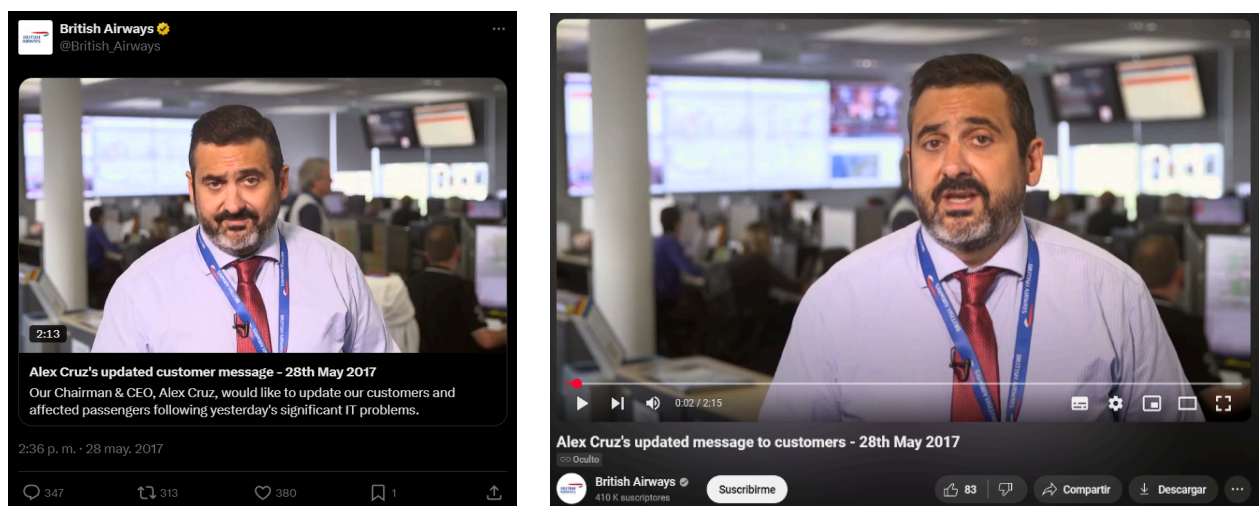 British Airways
@British_Airways
2:13
Alex Cruz's updated customer message - 28th May 2017
Our Chairman & CEO, Alex Cruz, would like to update our customers and
affected passengers following yesterday's significant IT problems.
2:36 p. m. · 28 may. 2017
347 313 380 1
BRITISH AIRWAYS
0:02 / 2:15
Alex Cruz's updated message to customers - 28th May 2017
Oculto
British Airways
410 K suscriptores
Suscribirme
83
Compartir
Descargar